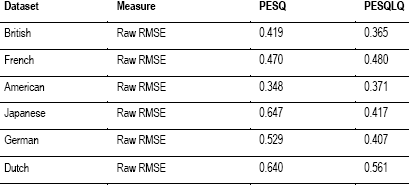 Dataset Measure PESQ PESQLQ
British Raw RMSE 0.419 0.365
French Raw RMSE 0.470 0.480
American Raw RMSE 0.348 0.371
Japanese Raw RMSE 0.647 0.417
German Raw RMSE 0.529 0.407
Dutch Raw RMSE 0.640 0.561